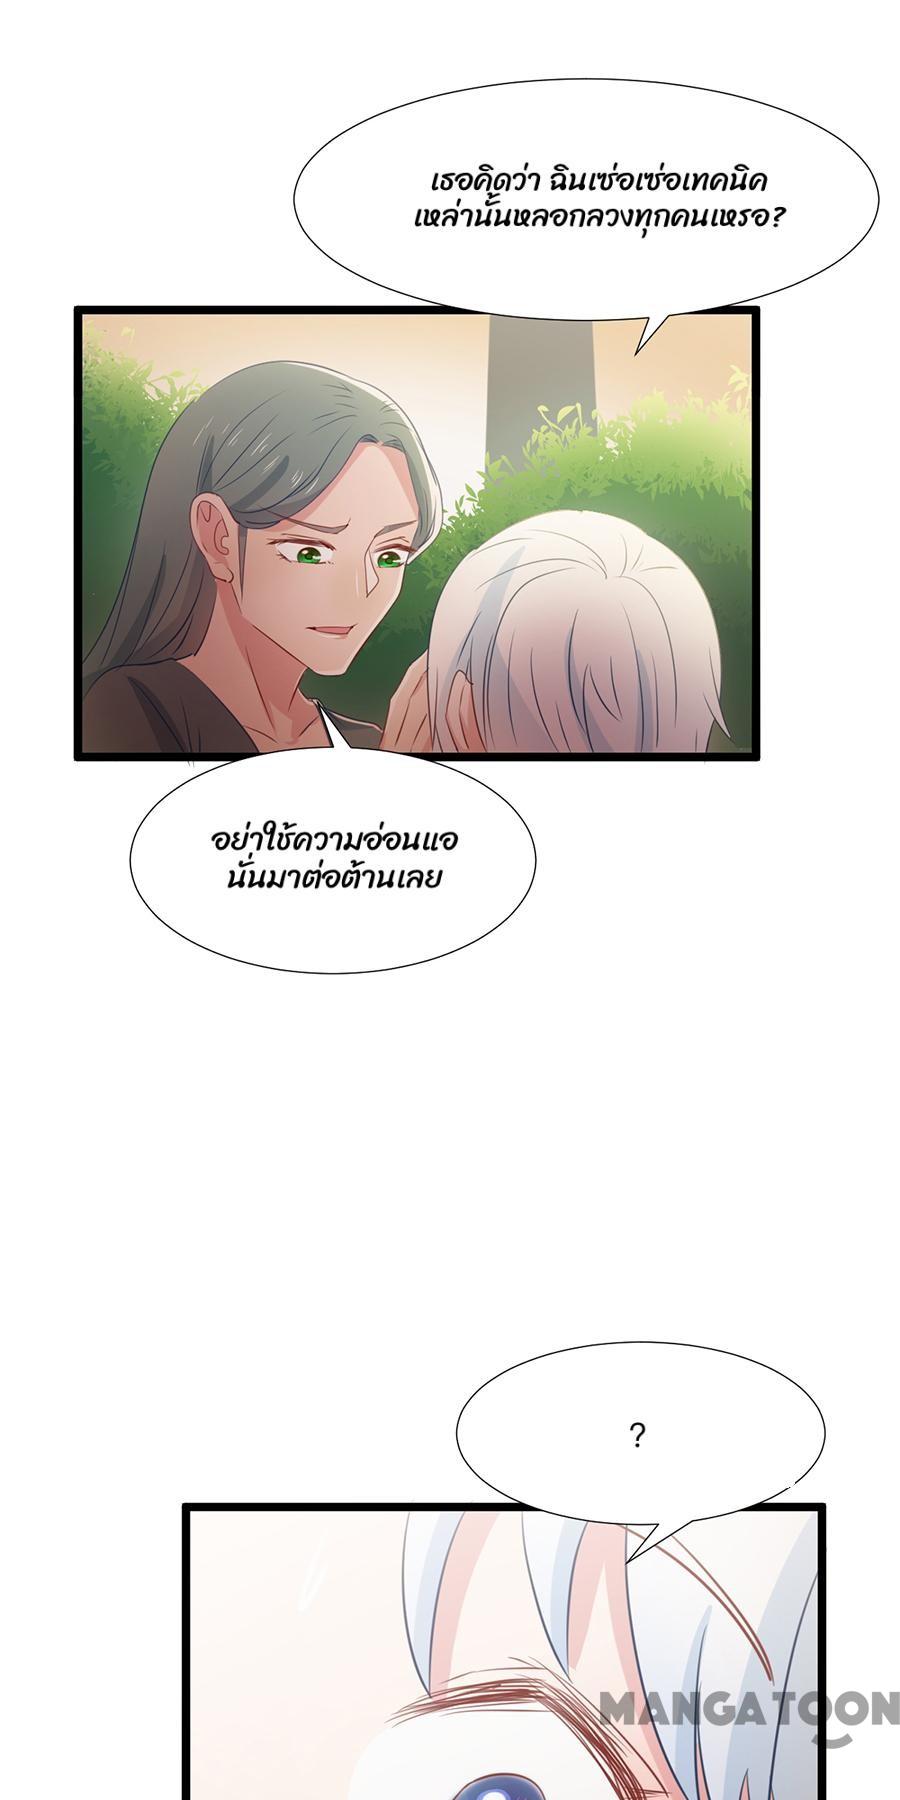 เธอคิดว่า ฉินเซ่อเซ่อเทคนิค
เหล่านั้นหลอกลวงทุกคนเหรอ?
อย่าใช้ความอ่อนแอ
นั่นมาต่อต้านเลย
?
MANGATOON